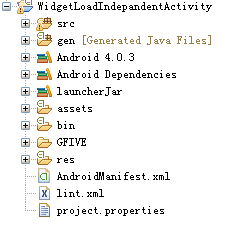 WidgetLoadIndepandentActivity
src
gen [Generated Java Files]
Android 4.0.3
Android Dependencies
launcherJar
assets
bin
GFIVE
res
AndroidManifest.xml
lint.xml
project.properties